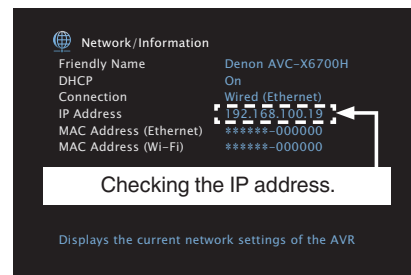 Network/Information
Friendly Name Denon AVC-X6700H
DHCP On
Connection Wired (Ethernet)
IP Address 192.168.100.19
MAC Address (Ethernet) ******-000000
MAC Address (Wi-Fi) ******-000000
Checking the IP address.
Displays the current network settings of the AVR